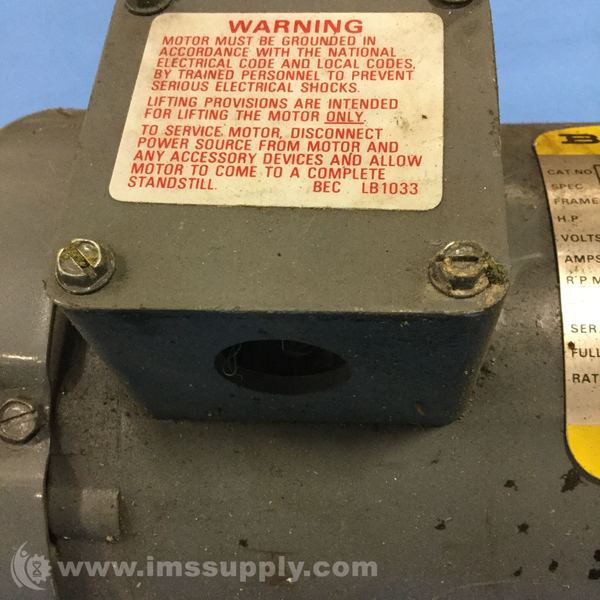 WARNING
MOTOR MUST BE GROUNDED IN
ACCORDANCE WITH THE NATIONAL
ELECTRICAL CODE AND LOCAL CODES,
BY TRAINED PERSONNEL TO PREVENT
SERIOUS ELECTRICAL SHOCKS.
LIFTING PROVISIONS ARE INTENDED
FOR LIFTING THE MOTOR ONLY.
TO SERVICE MOTOR, DISCONNECT
POWER SOURCE FROM MOTOR AND
ANY ACCESSORY DEVICES AND ALLOW
MOTOR TO COME TO A COMPLETE
STANDSTILL. BEC LB1033
B
CAT.NO
SPEC
FRAME
H.P.
VOLTS
AMPS
R.P.M
SER.
FULL
RAT
www.imssupply.com